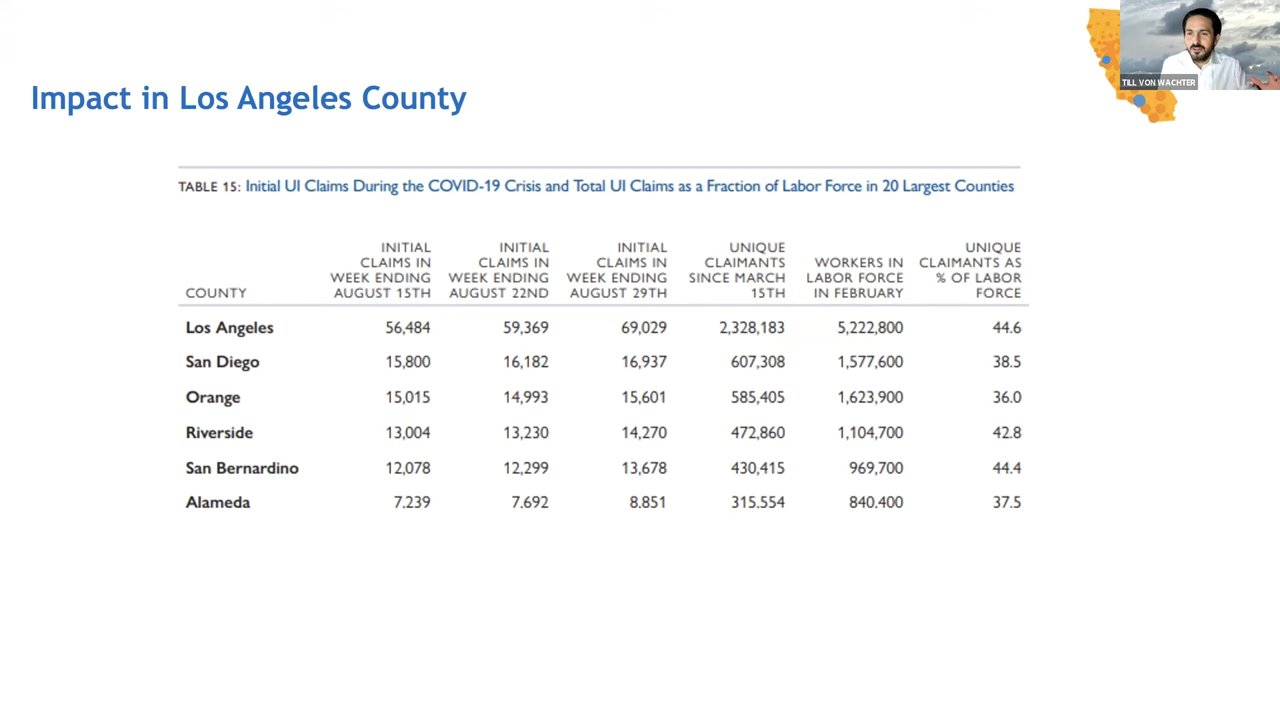 TILL VON WACHTER
Impact in Los Angeles County
TABLE 15: Initial UI Claims During the COVID-19 Crisis and Total UI Claims as a Fraction of Labor Force in 20 Largest Counties
INITIAL INITIAL INITIAL UNIQUE UNIQUE
CLAIMS IN CLAIMS IN CLAIMS IN CLAIMANTS WORKERS IN CLAIMANTS AS
WEEK ENDING WEEK ENDING WEEK ENDING SINCE MARCH LABOR FORCE % OF LABOR
COUNTY AUGUST 15TH AUGUST 22ND AUGUST 29TH 15TH IN FEBRUARY FORCE
Los Angeles 56,484 59,369 69,029 2,328,183 5,222,800 44.6
San Diego 15,800 16,182 16,937 607,308 1,577,600 38.5
Orange 15,015 14,993 15,601 585,405 1,623,900 36.0
Riverside 13,004 13,230 14,270 472,860 1,104,700 42.8
San Bernardino 12,078 12,299 13,678 430,415 969,700 44.4
Alameda 7.239 7.692 8.851 315.554 840.400 37.5